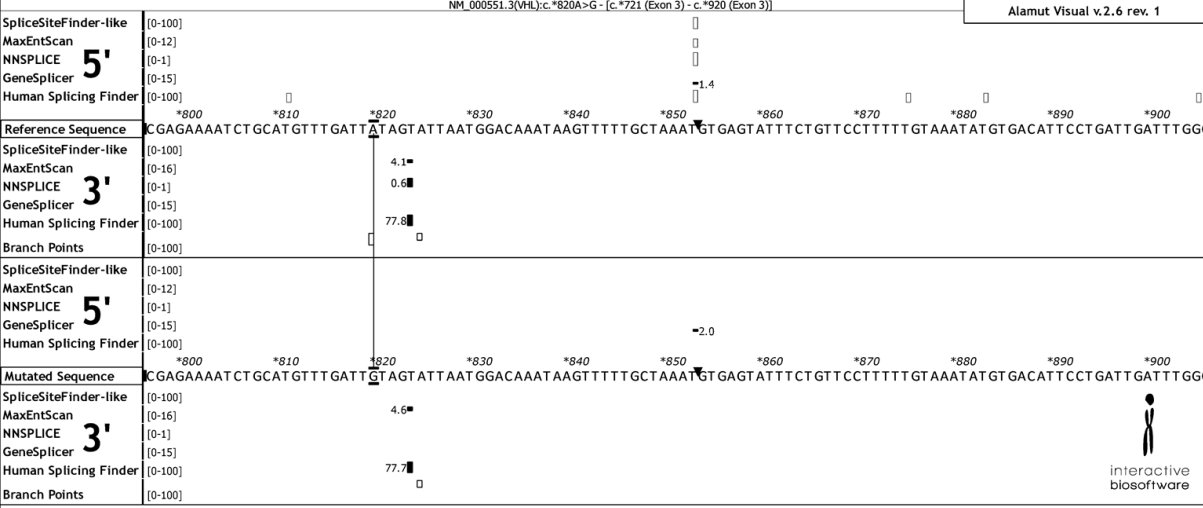 NM_000551.3(VHL):c.*820A>G - [c.*721 (Exon 3) - c.*920 (Exon 3)]
Alamut Visual v.2.6 rev. 1
SpliceSiteFinder-like [0-100]
MaxEntScan [0-12]
NNSPLICE [0-1]
5'
GeneSplicer [0-15] 1.4
Human Splicing Finder [0-100]
*800 *810 *820 *830 *840 *850 *860 *870 *880 *890 *900
Reference Sequence CGAGAAAATCTGCATGTTTGATTATAGTATTAATGGACAAATAAGTTTTTGCTAAATGTGAGTATTTCTGTTCCTTTTTGTAAATATGTGACATTCCTGATTGATTTGG
SpliceSiteFinder-like [0-100]
MaxEntScan [0-16] 4.1
NNSPLICE [0-1] 0.6
3'
GeneSplicer [0-15]
Human Splicing Finder [0-100] 77.8
Branch Points [0-100]
SpliceSiteFinder-like [0-100]
MaxEntScan [0-12]
NNSPLICE [0-1]
5'
GeneSplicer [0-15] 2.0
Human Splicing Finder [0-100]
*800 *810 *820 *830 *840 *850 *860 *870 *880 *890 *900
Mutated Sequence CGAGAAAATCTGCATGTTTGATTGTAGTATTAATGGACAAATAAGTTTTTGCTAAATGTGAGTATTTCTGTTCCTTTTTGTAAATATGTGACATTCCTGATTGATTTGG
SpliceSiteFinder-like [0-100]
MaxEntScan [0-16] 4.6
NNSPLICE [0-1]
3'
GeneSplicer [0-15]
Human Splicing Finder [0-100] 77.7
Branch Points [0-100]
interactive
biosoftware